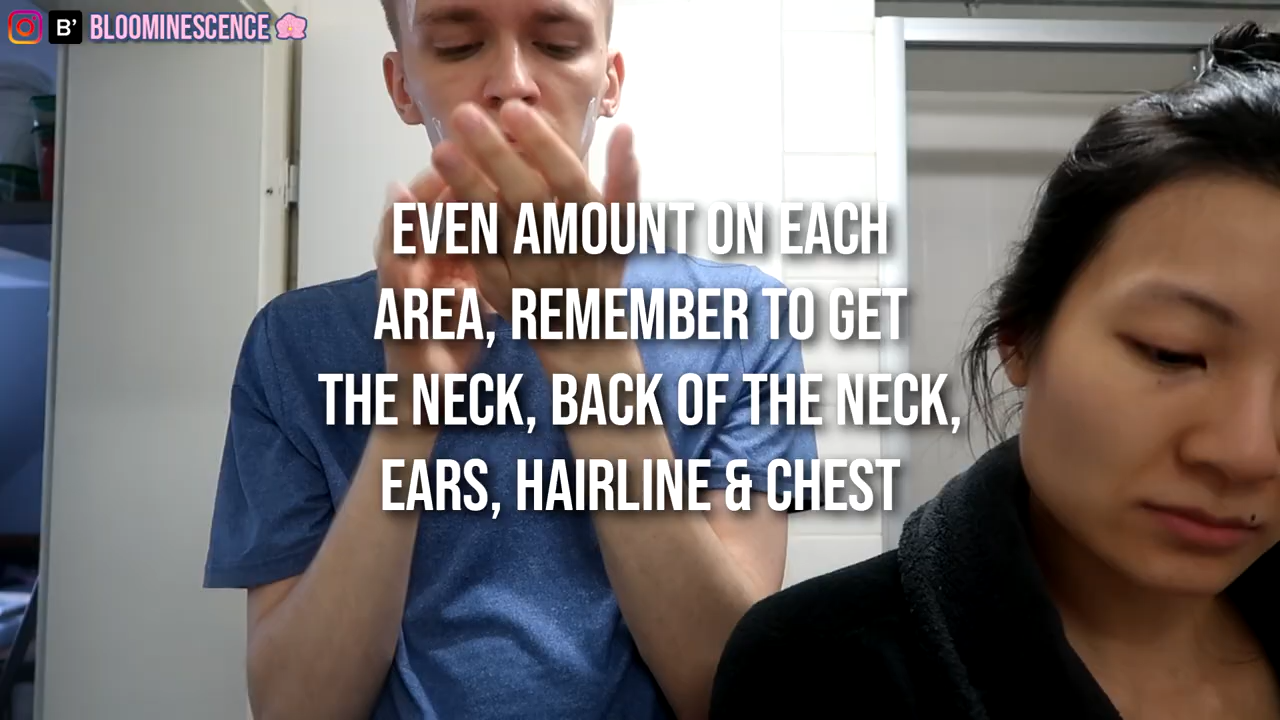 B’ BLOOMINESCENCE
EVEN AMOUNT ON EACH
AREA, REMEMBER TO GET
THE NECK, BACK OF THE NECK,
EARS, HAIRLINE & CHEST